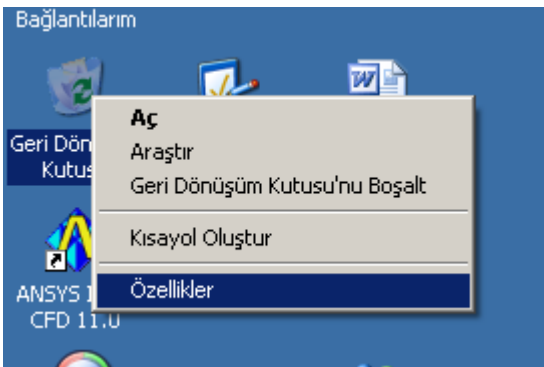 Bağlantılarım
Geri Dön
Kutus
Aç
Araştır
Geri Dönüşüm Kutusu'nu Boşalt
Kısayol Oluştur
Özellikler
ANSYS
CFD 11.0